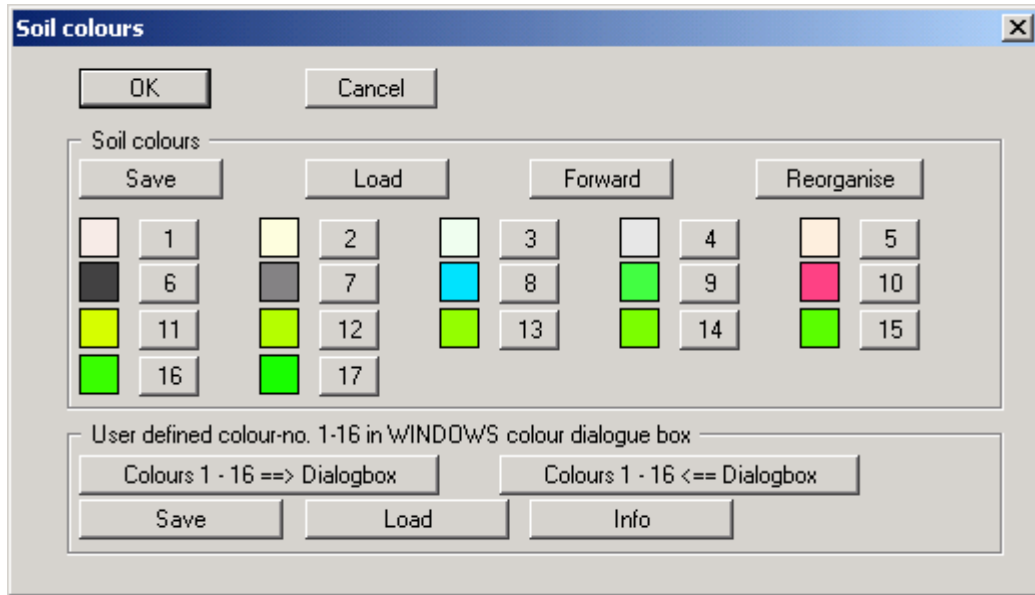 Soil colours
OK Cancel
Soil colours
Save Load Forward Reorganise
1 2 3 4 5
6 7 8 9 10
11 12 13 14 15
16 17
User defined colour-no. 1-16 in WINDOWS colour dialogue box
Colours 1 - 16 ==> Dialogbox Colours 1 - 16 <== Dialogbox
Save Load Info